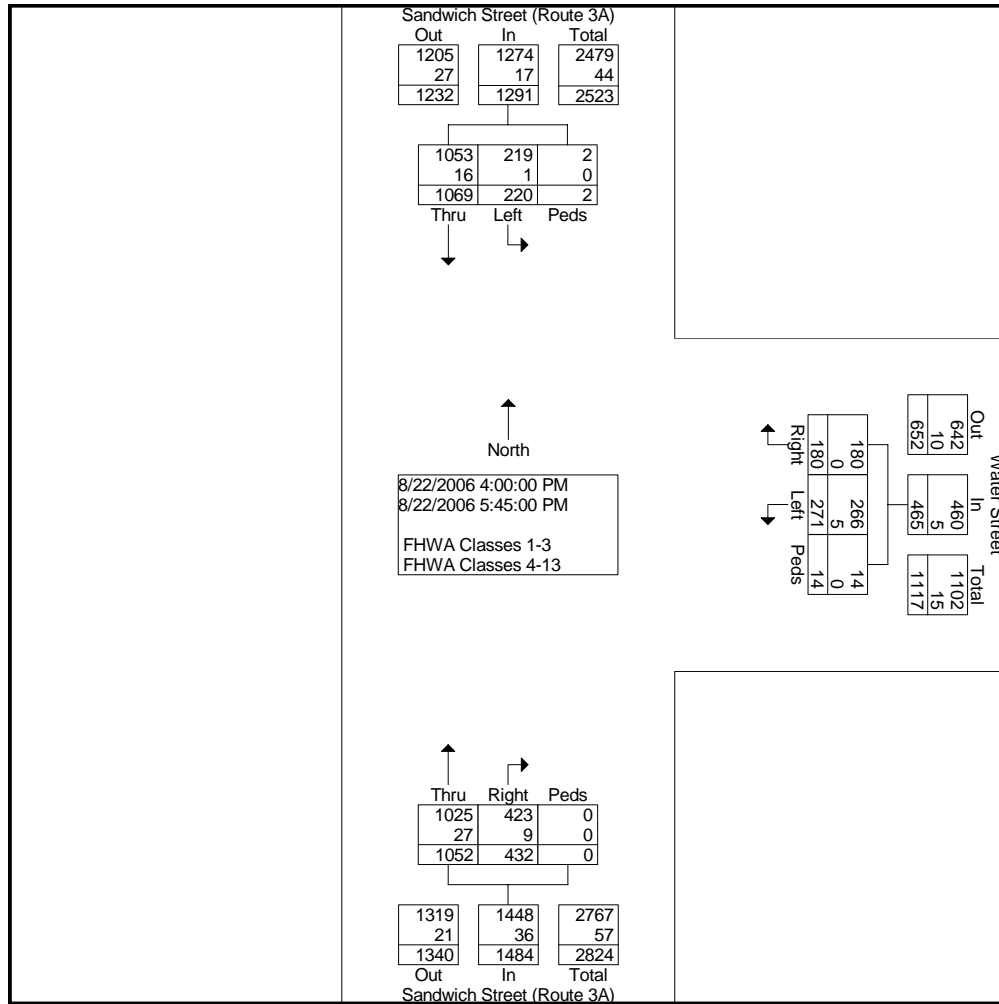 Sandwich Street (Route 3A)
Out In Total
1205 1274 2479
27 17 44
1232 1291 2523
1053 219 2
16 1 0
1069 220 2
Thru Left Peds
North
8/22/2006 4:00:00 PM
8/22/2006 5:45:00 PM
FHWA Classes 1-3
FHWA Classes 4-13
Water Street
Out In Total
642 460 1102
10 5 15
652 465 1117
180 266 14
0 5 0
180 271 14
Right Left Peds
Thru Right Peds
1025 423 0
27 9 0
1052 432 0
1319 1448 2767
21 36 57
1340 1484 2824
Out In Total
Sandwich Street (Route 3A)